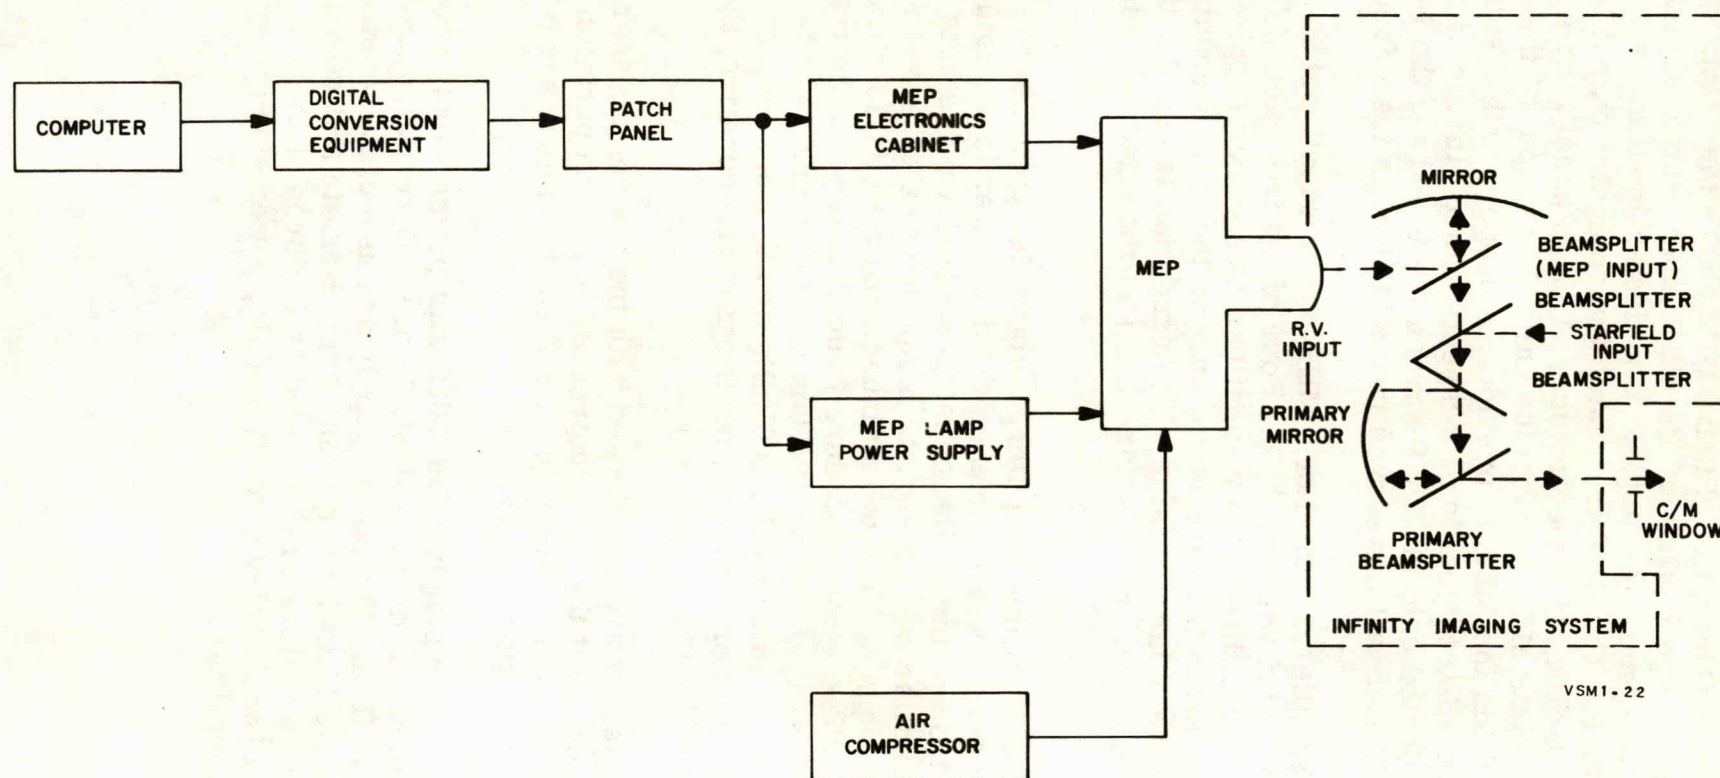 COMPUTER
DIGITAL
CONVERSION
EQUIPMENT
PATCH
PANEL
MEP
ELECTRONICS
CABINET
MEP LAMP
POWER SUPPLY
AIR
COMPRESSOR
MEP
MIRROR
BEAMSPLITTER
(MEP INPUT)
BEAMSPLITTER
STARFIELD
INPUT
BEAMSPLITTER
R.V.
INPUT
PRIMARY
MIRROR
PRIMARY
BEAMSPLITTER
C/M
WINDOW
INFINITY IMAGING SYSTEM
VSM1-22